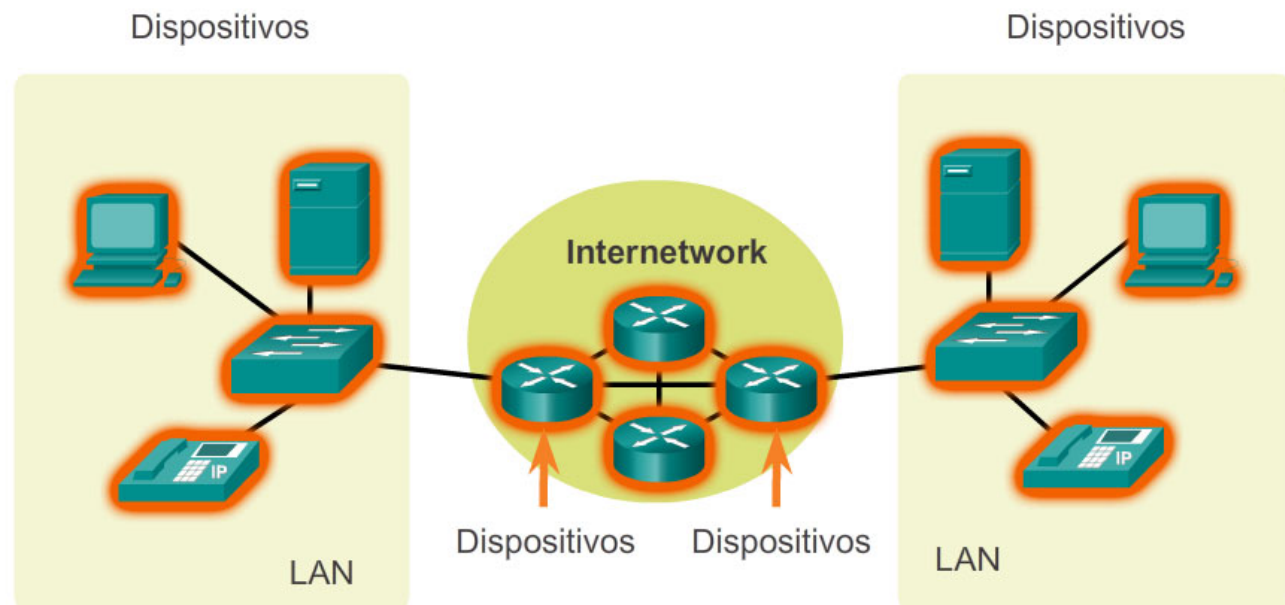 Dispositivos
Dispositivos
Internetwork
IP
IP
Dispositivos
Dispositivos
LAN
LAN